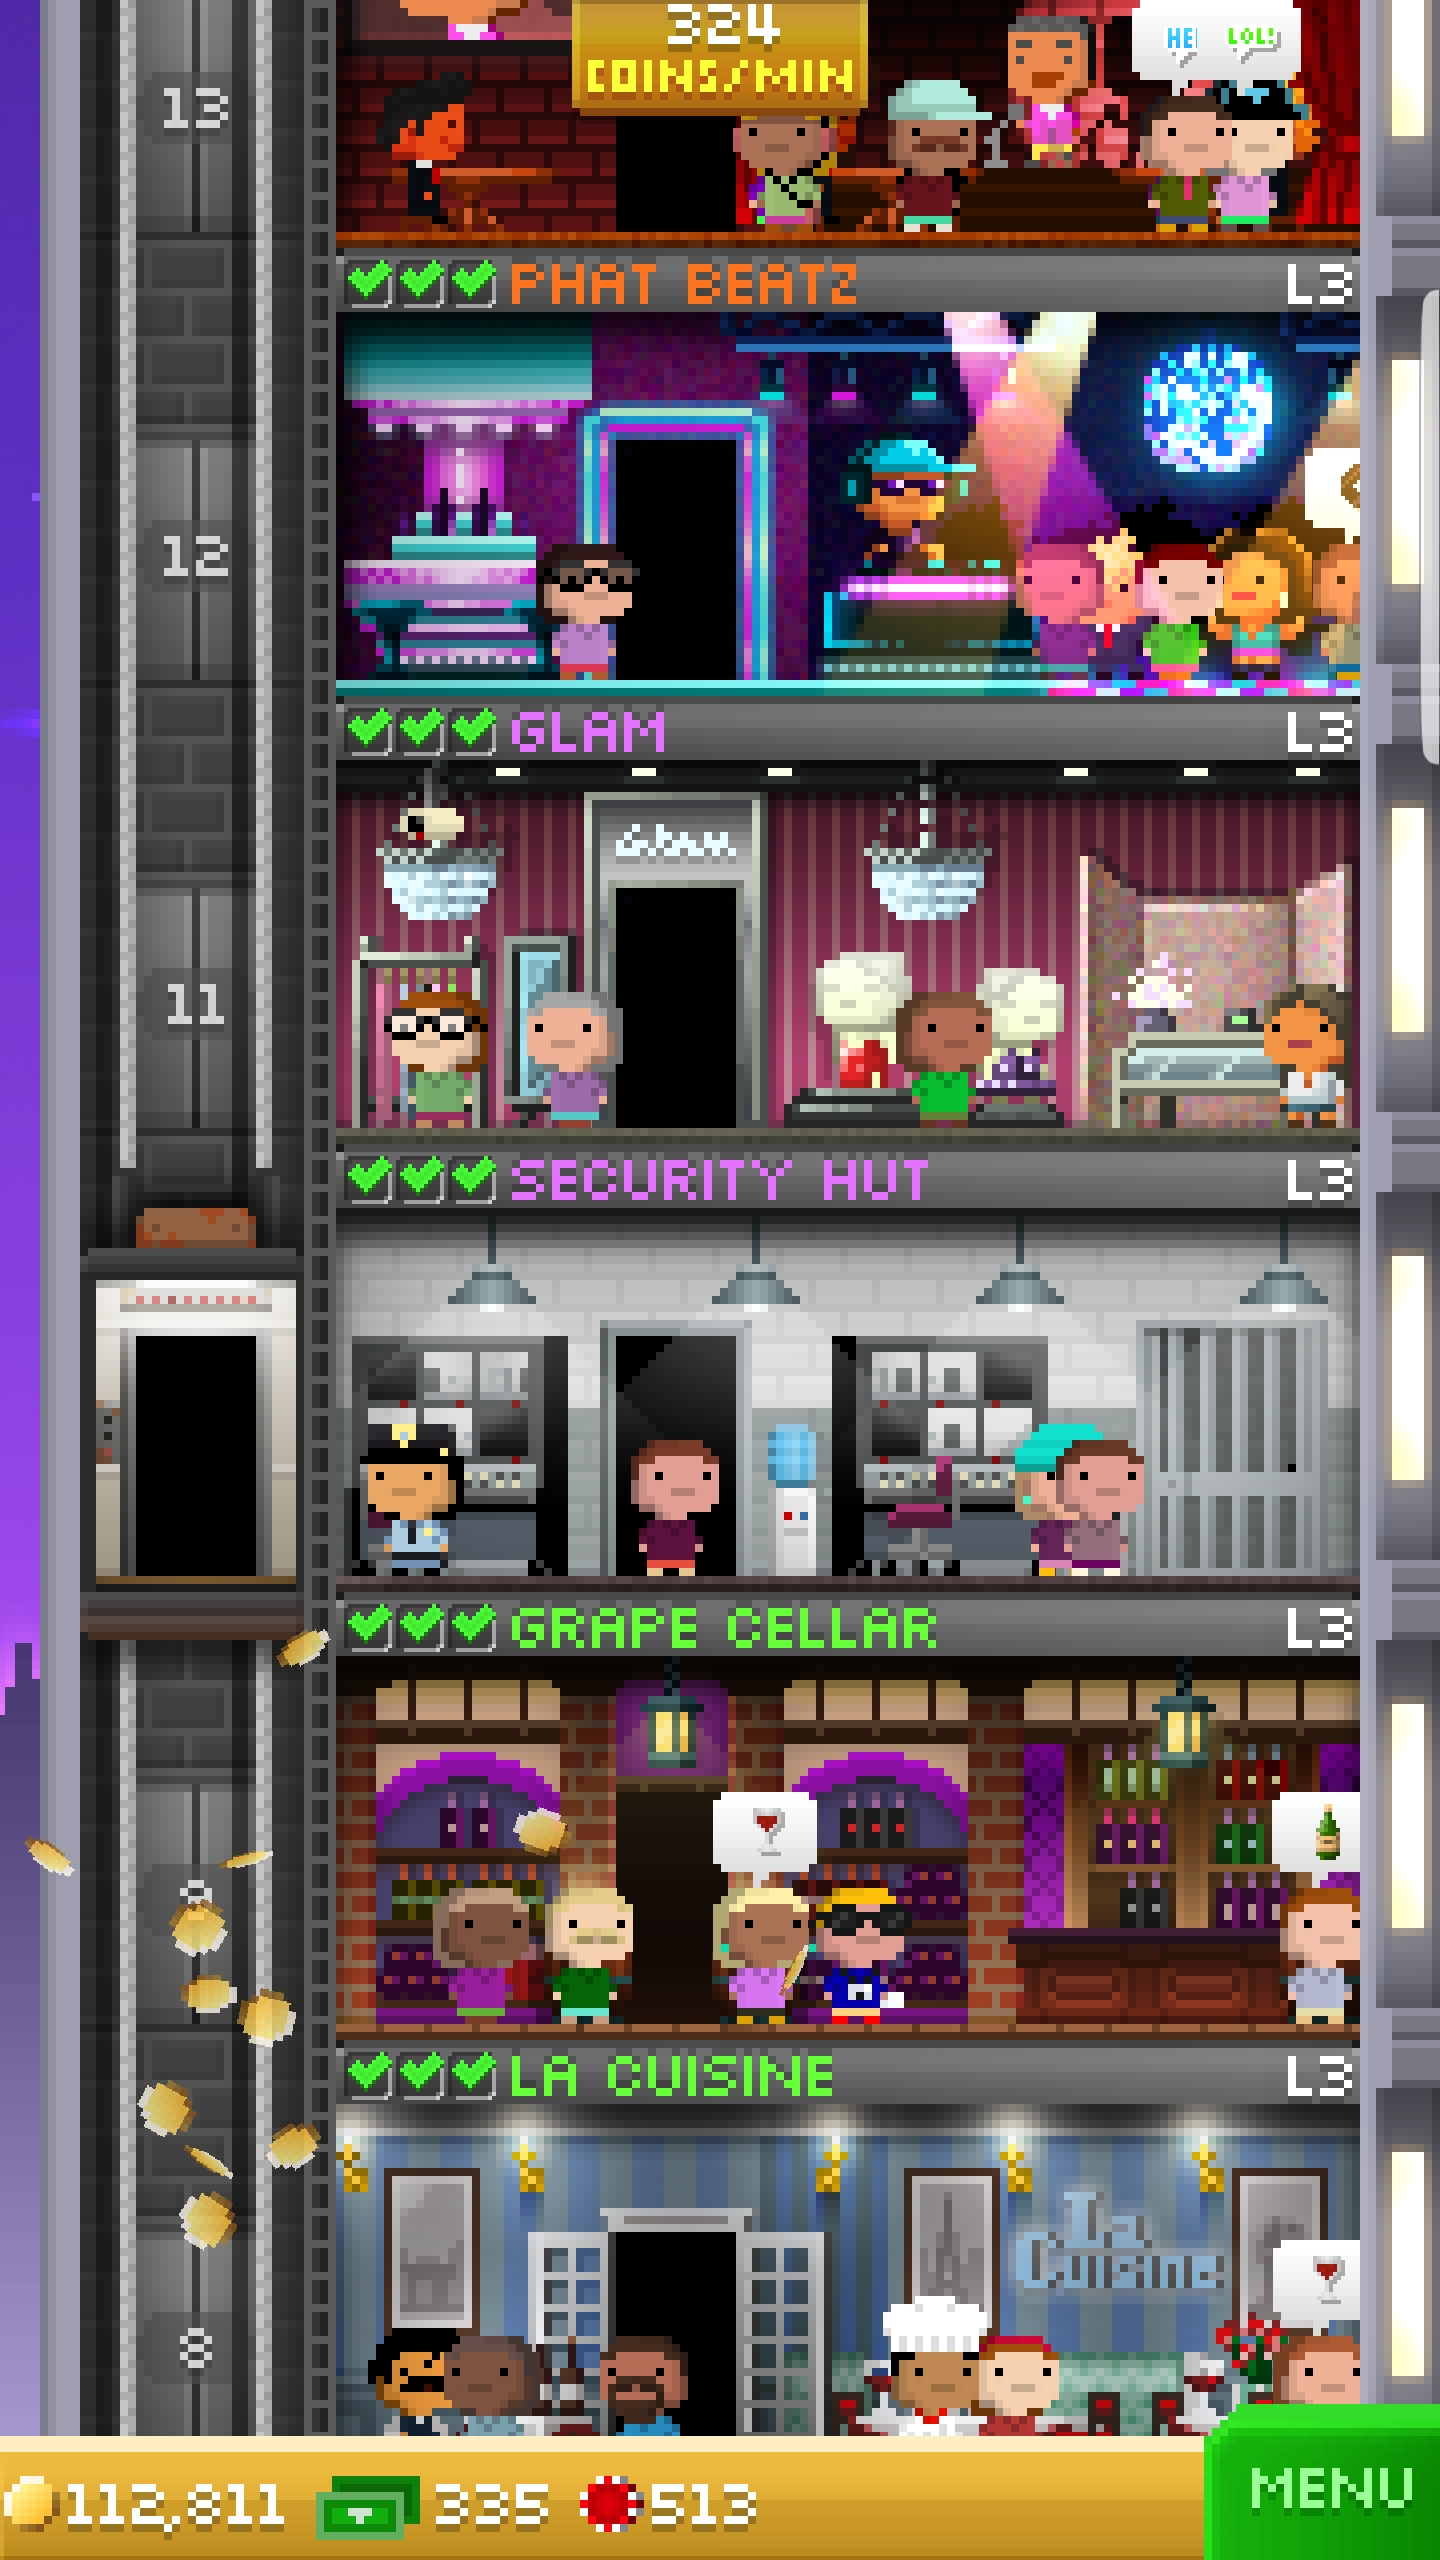 324
COINS/MIN
HE LOL!
13
PHAT BEATZ L3
12
GLAM L3
Glam
11
SECURITY HUT L3
GRAPE CELLAR L3
9
LA CUISINE L3
La
Cuisine
8
112,811 335 513
MENU